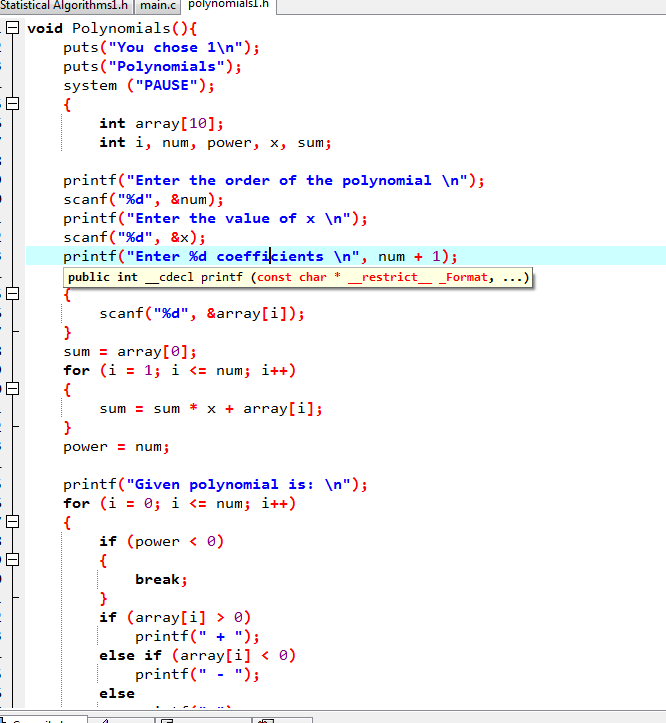 Statistical Algorithms1.h main.c polynomials1.h
void Polynomials(){
puts("You chose 1\n");
puts("Polynomials");
system ("PAUSE");
{
int array[10];
int i, num, power, x, sum;
printf("Enter the order of the polynomial \n");
scanf("%d", &num);
printf("Enter the value of x \n");
scanf("%d", &x);
printf("Enter %d coefficients \n", num + 1);
public int __cdecl printf (const char * __restrict__ _Format, ...)
{
scanf("%d", &array[i]);
}
sum = array[0];
for (i = 1; i <= num; i++)
{
sum = sum * x + array[i];
}
power = num;
printf("Given polynomial is: \n");
for (i = 0; i <= num; i++)
{
if (power < 0)
{
break;
}
if (array[i] > 0)
printf(" + ");
else if (array[i] < 0)
printf(" - ");
else